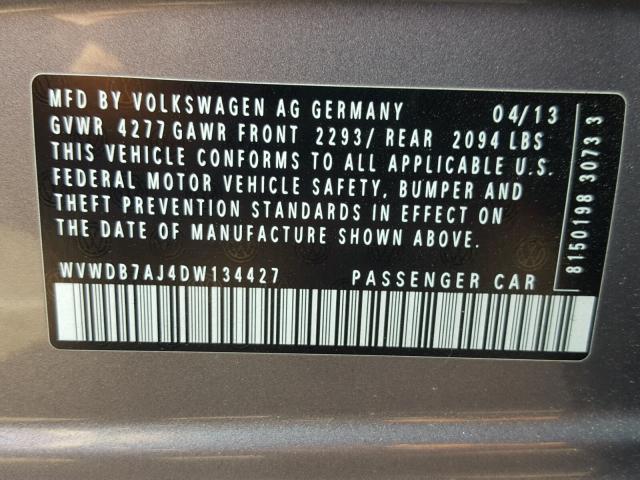 MFD BY VOLKSWAGEN AG GERMANY 04/13
GVWR 4277 GAWR FRONT 2293/ REAR 2094 LBS
THIS VEHICLE CONFORMS TO ALL APPLICABLE U.S.
FEDERAL MOTOR VEHICLE SAFETY, BUMPER AND
THEFT PREVENTION STANDARDS IN EFFECT ON
THE DATE OF MANUFACTURE SHOWN ABOVE.
WVWDB7AJ4DW134427 PASSENGER CAR
8150198 3073 3